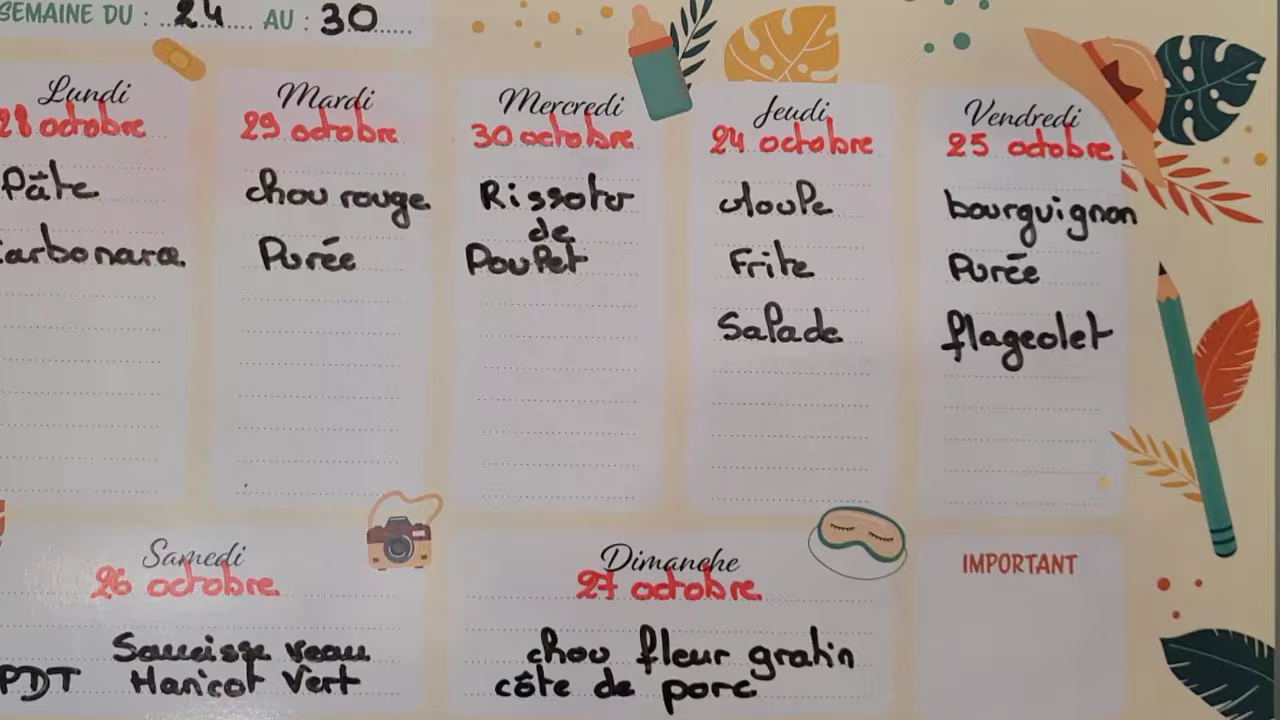 SEMAINE DU : ..24.... AU : 30......
Lundi
28 octobre
Pâte
Carbonara
Mardi
29 octobre
chou rouge
Purée
Mercredi
30 octobre
Rissoto
de
Poulet
Jeudi
24 octobre
Frite
Salade
Vendredi
25 octobre
bourguignon
Purée
flageolet
Samedi
26 octobre
Saucisse veau
PDT Haricot Vert
Dimanche
27 octobre
chou fleur gratin
côte de porc
IMPORTANT